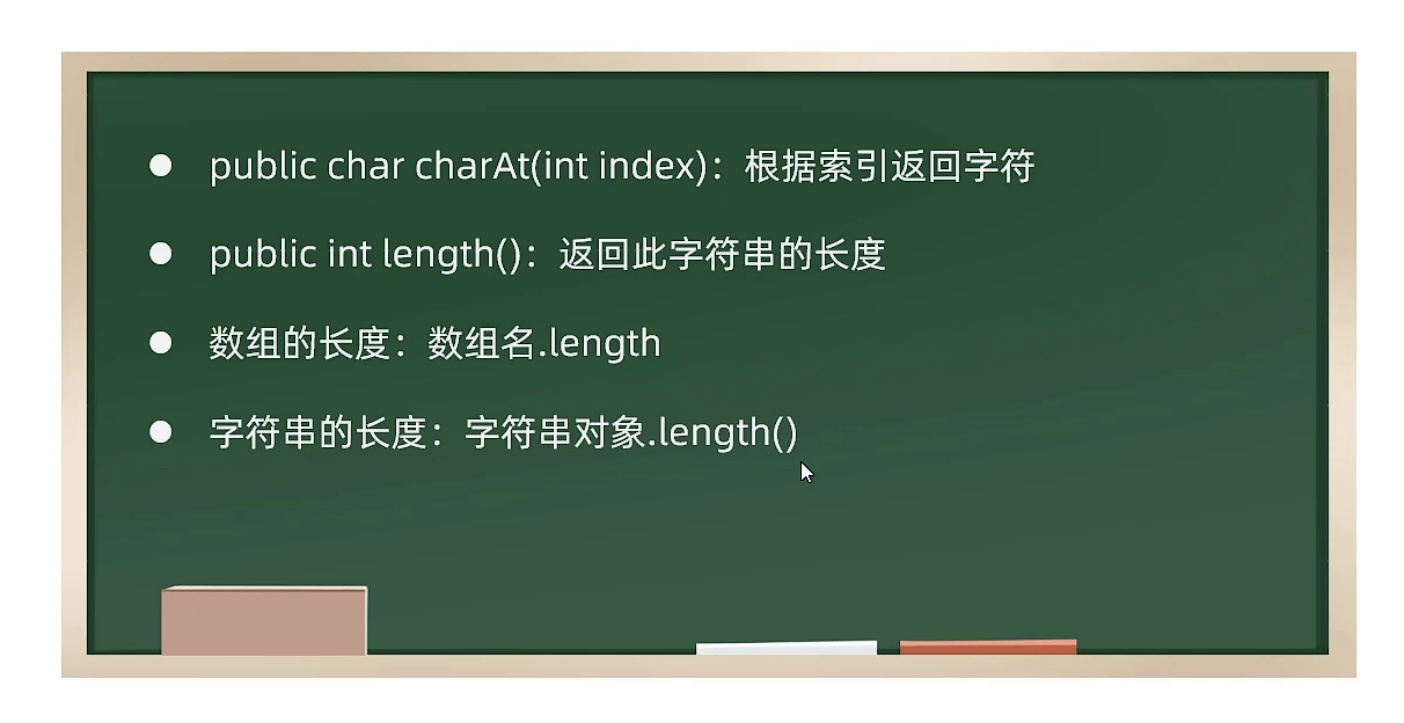 ● public char charAt(int index)：根据索引返回字符
● public int length()：返回此字符串的长度
● 数组的长度：数组名.length
● 字符串的长度：字符串对象.length()